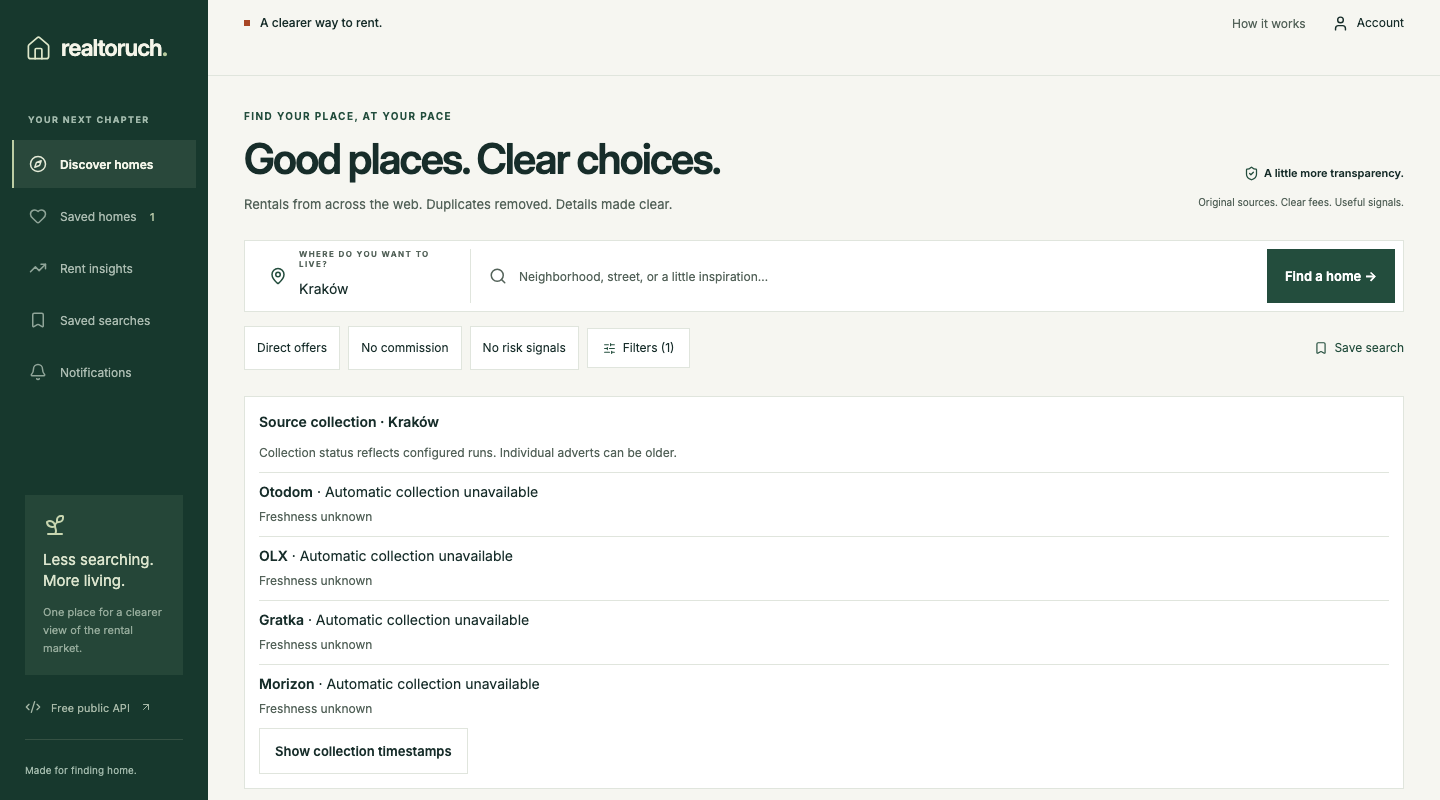 realtoruch.
YOUR NEXT CHAPTER
Discover homes
Saved homes 1
Rent insights
Saved searches
Notifications
Less searching.
More living.
One place for a clearer
view of the rental
market.
Free public API
Made for finding home.
A clearer way to rent.
How it works
Account
FIND YOUR PLACE, AT YOUR PACE
Good places. Clear choices.
Rentals from across the web. Duplicates removed. Details made clear.
A little more transparency.
Original sources. Clear fees. Useful signals.
WHERE DO YOU WANT TO
LIVE?
Kraków
Neighborhood, street, or a little inspiration...
Find a home →
Direct offers
No commission
No risk signals
Filters (1)
Save search
Source collection · Kraków
Collection status reflects configured runs. Individual adverts can be older.
Otodom · Automatic collection unavailable
Freshness unknown
OLX · Automatic collection unavailable
Freshness unknown
Gratka · Automatic collection unavailable
Freshness unknown
Morizon · Automatic collection unavailable
Freshness unknown
Show collection timestamps